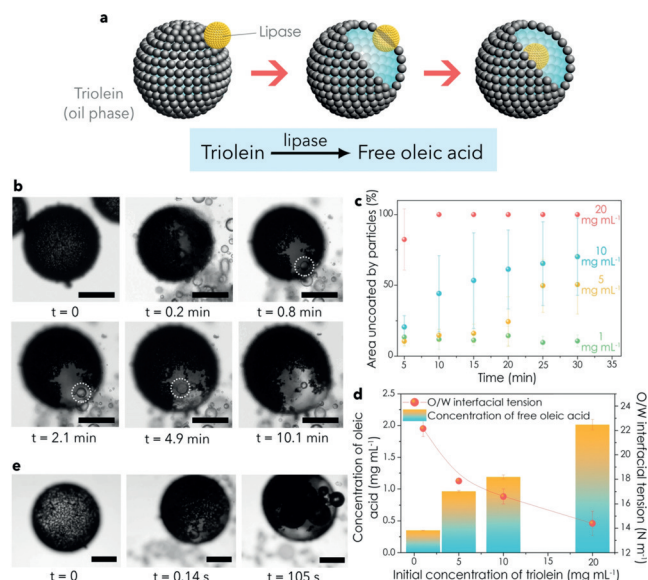 a
Lipase
Triolein
(oil phase)
lipase
Triolein Free oleic acid
b
t = 0
t = 0.2 min
t = 0.8 min
t = 2.1 min
t = 4.9 min
t = 10.1 min
c
Area uncoated by particles (%)
100
50
0
5 10 15 20 25 30
Time (min)
20
mg mL⁻¹
10
mg mL⁻¹
5
mg mL⁻¹
1
mg mL⁻¹
d
O/W interfacial tension
Concentration of free oleic acid
Concentration of oleic
acid (mg mL⁻¹)
2.5
2.0
1.5
1.0
0.5
0.0
0 5 10 15 20
Initial concentration of triolein (mg mL⁻¹)
24
22
20
18
16
14
12
O/W interfacial
tension (N m⁻¹)
e
t = 0
0.14 s
105 s